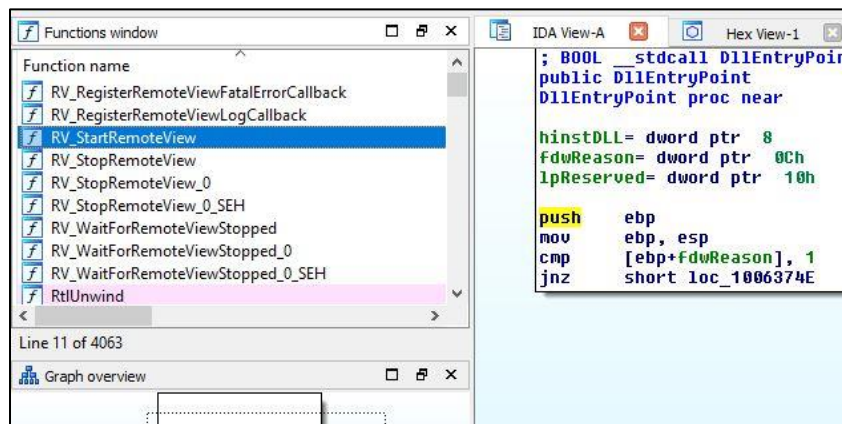 Functions window
Function name
RV_RegisterRemoteViewFatalErrorCallback
RV_RegisterRemoteViewLogCallback
RV_StartRemoteView
RV_StopRemoteView
RV_StopRemoteView_0
RV_StopRemoteView_0_SEH
RV_WaitForRemoteViewStopped
RV_WaitForRemoteViewStopped_0
RV_WaitForRemoteViewStopped_0_SEH
RtlUnwind
Line 11 of 4063
Graph overview
IDA View-A
Hex View-1
; BOOL __stdcall DllEntryPoin
public DllEntryPoint
DllEntryPoint proc near
hinstDLL= dword ptr  8
fdwReason= dword ptr  0Ch
lpReserved= dword ptr  10h
push    ebp
mov     ebp, esp
cmp     [ebp+fdwReason], 1
jnz     short loc_1006374E